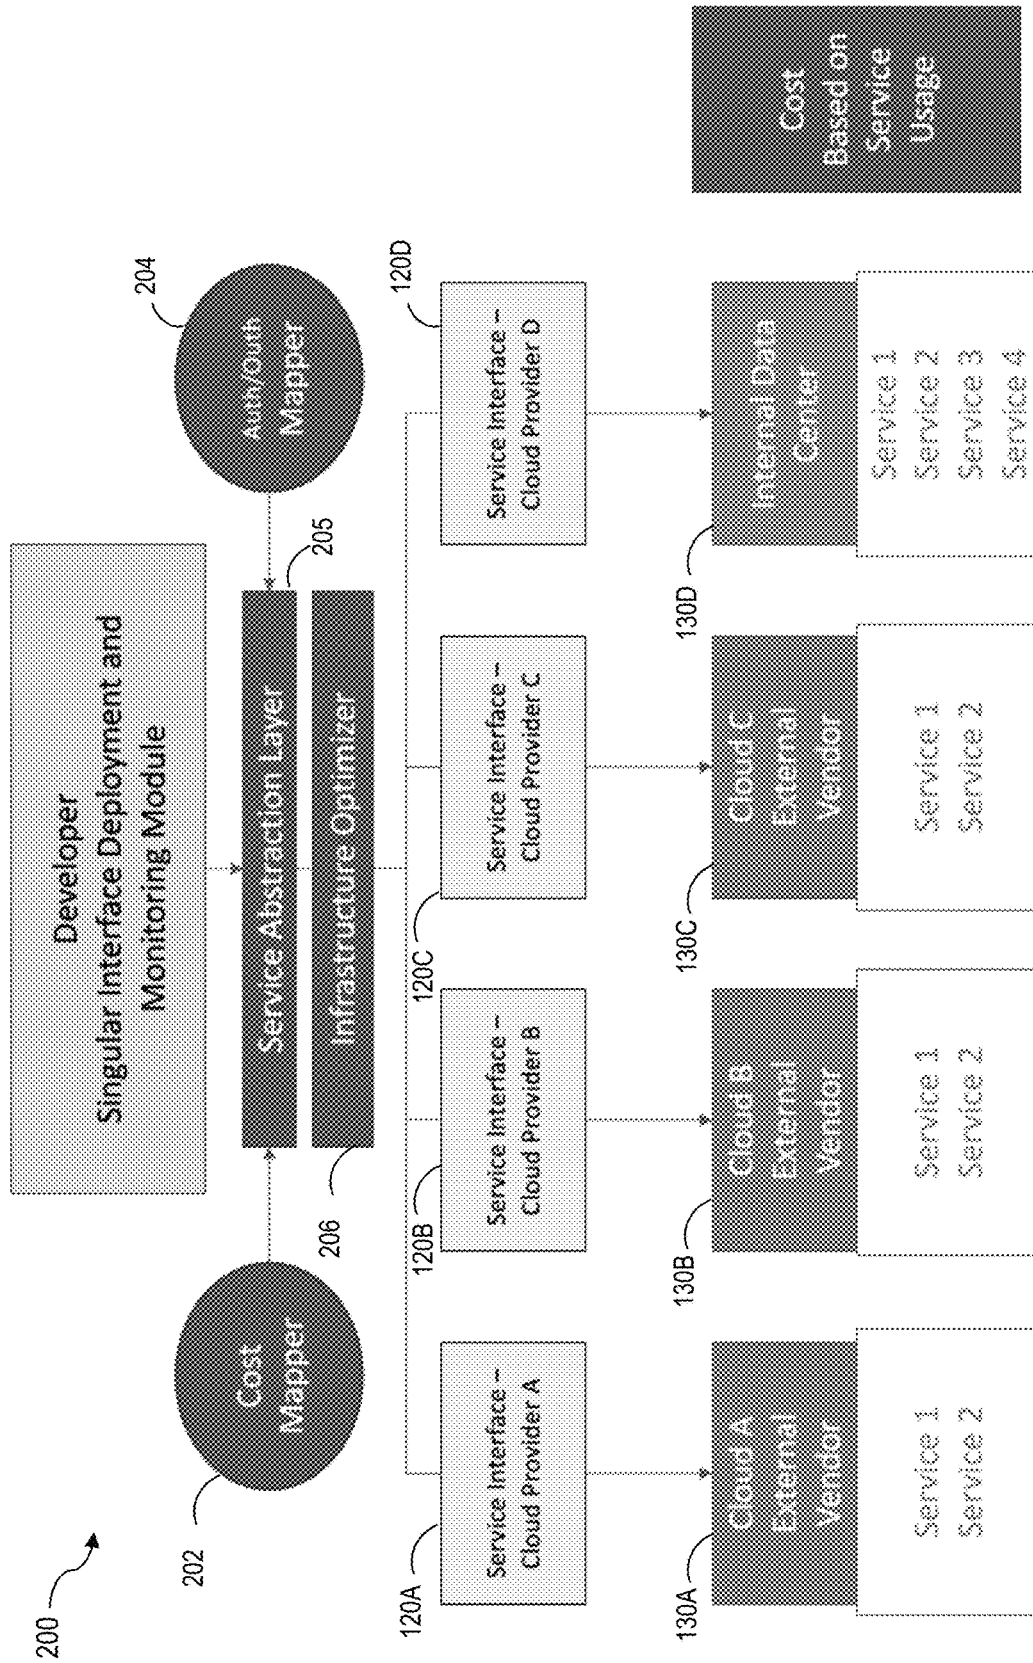 200
Developer
Singular Interface Deployment and
Monitoring Module
202
Cost
Mapper
204
Auth/Outh
Mapper
Service Abstraction Layer
205
Infrastructure Optimizer
206
120A
Service Interface –
Cloud Provider A
120B
Service Interface –
Cloud Provider B
120C
Service Interface –
Cloud Provider C
120D
Service Interface –
Cloud Provider D
130A
Cloud A
External
Vendor
Service 1
Service 2
130B
Cloud B
External
Vendor
Service 1
Service 2
130C
Cloud C
External
Vendor
Service 1
Service 2
130D
Internal Data
Center
Service 1
Service 2
Service 3
Service 4
Cost
Based on
Service
Usage